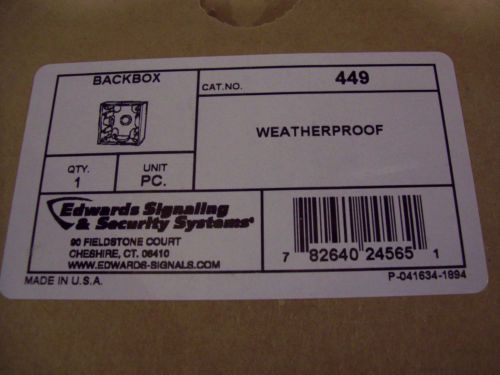 BACKBOX
CAT.NO. 449
WEATHERPROOF
QTY. UNIT
1 PC.
Edwards Signaling
& Security Systems®
90 FIELDSTONE COURT
CHESHIRE, CT. 06410
WWW.EDWARDS-SIGNALS.COM
7 82640 24565 1
MADE IN U.S.A. P-041634-1894